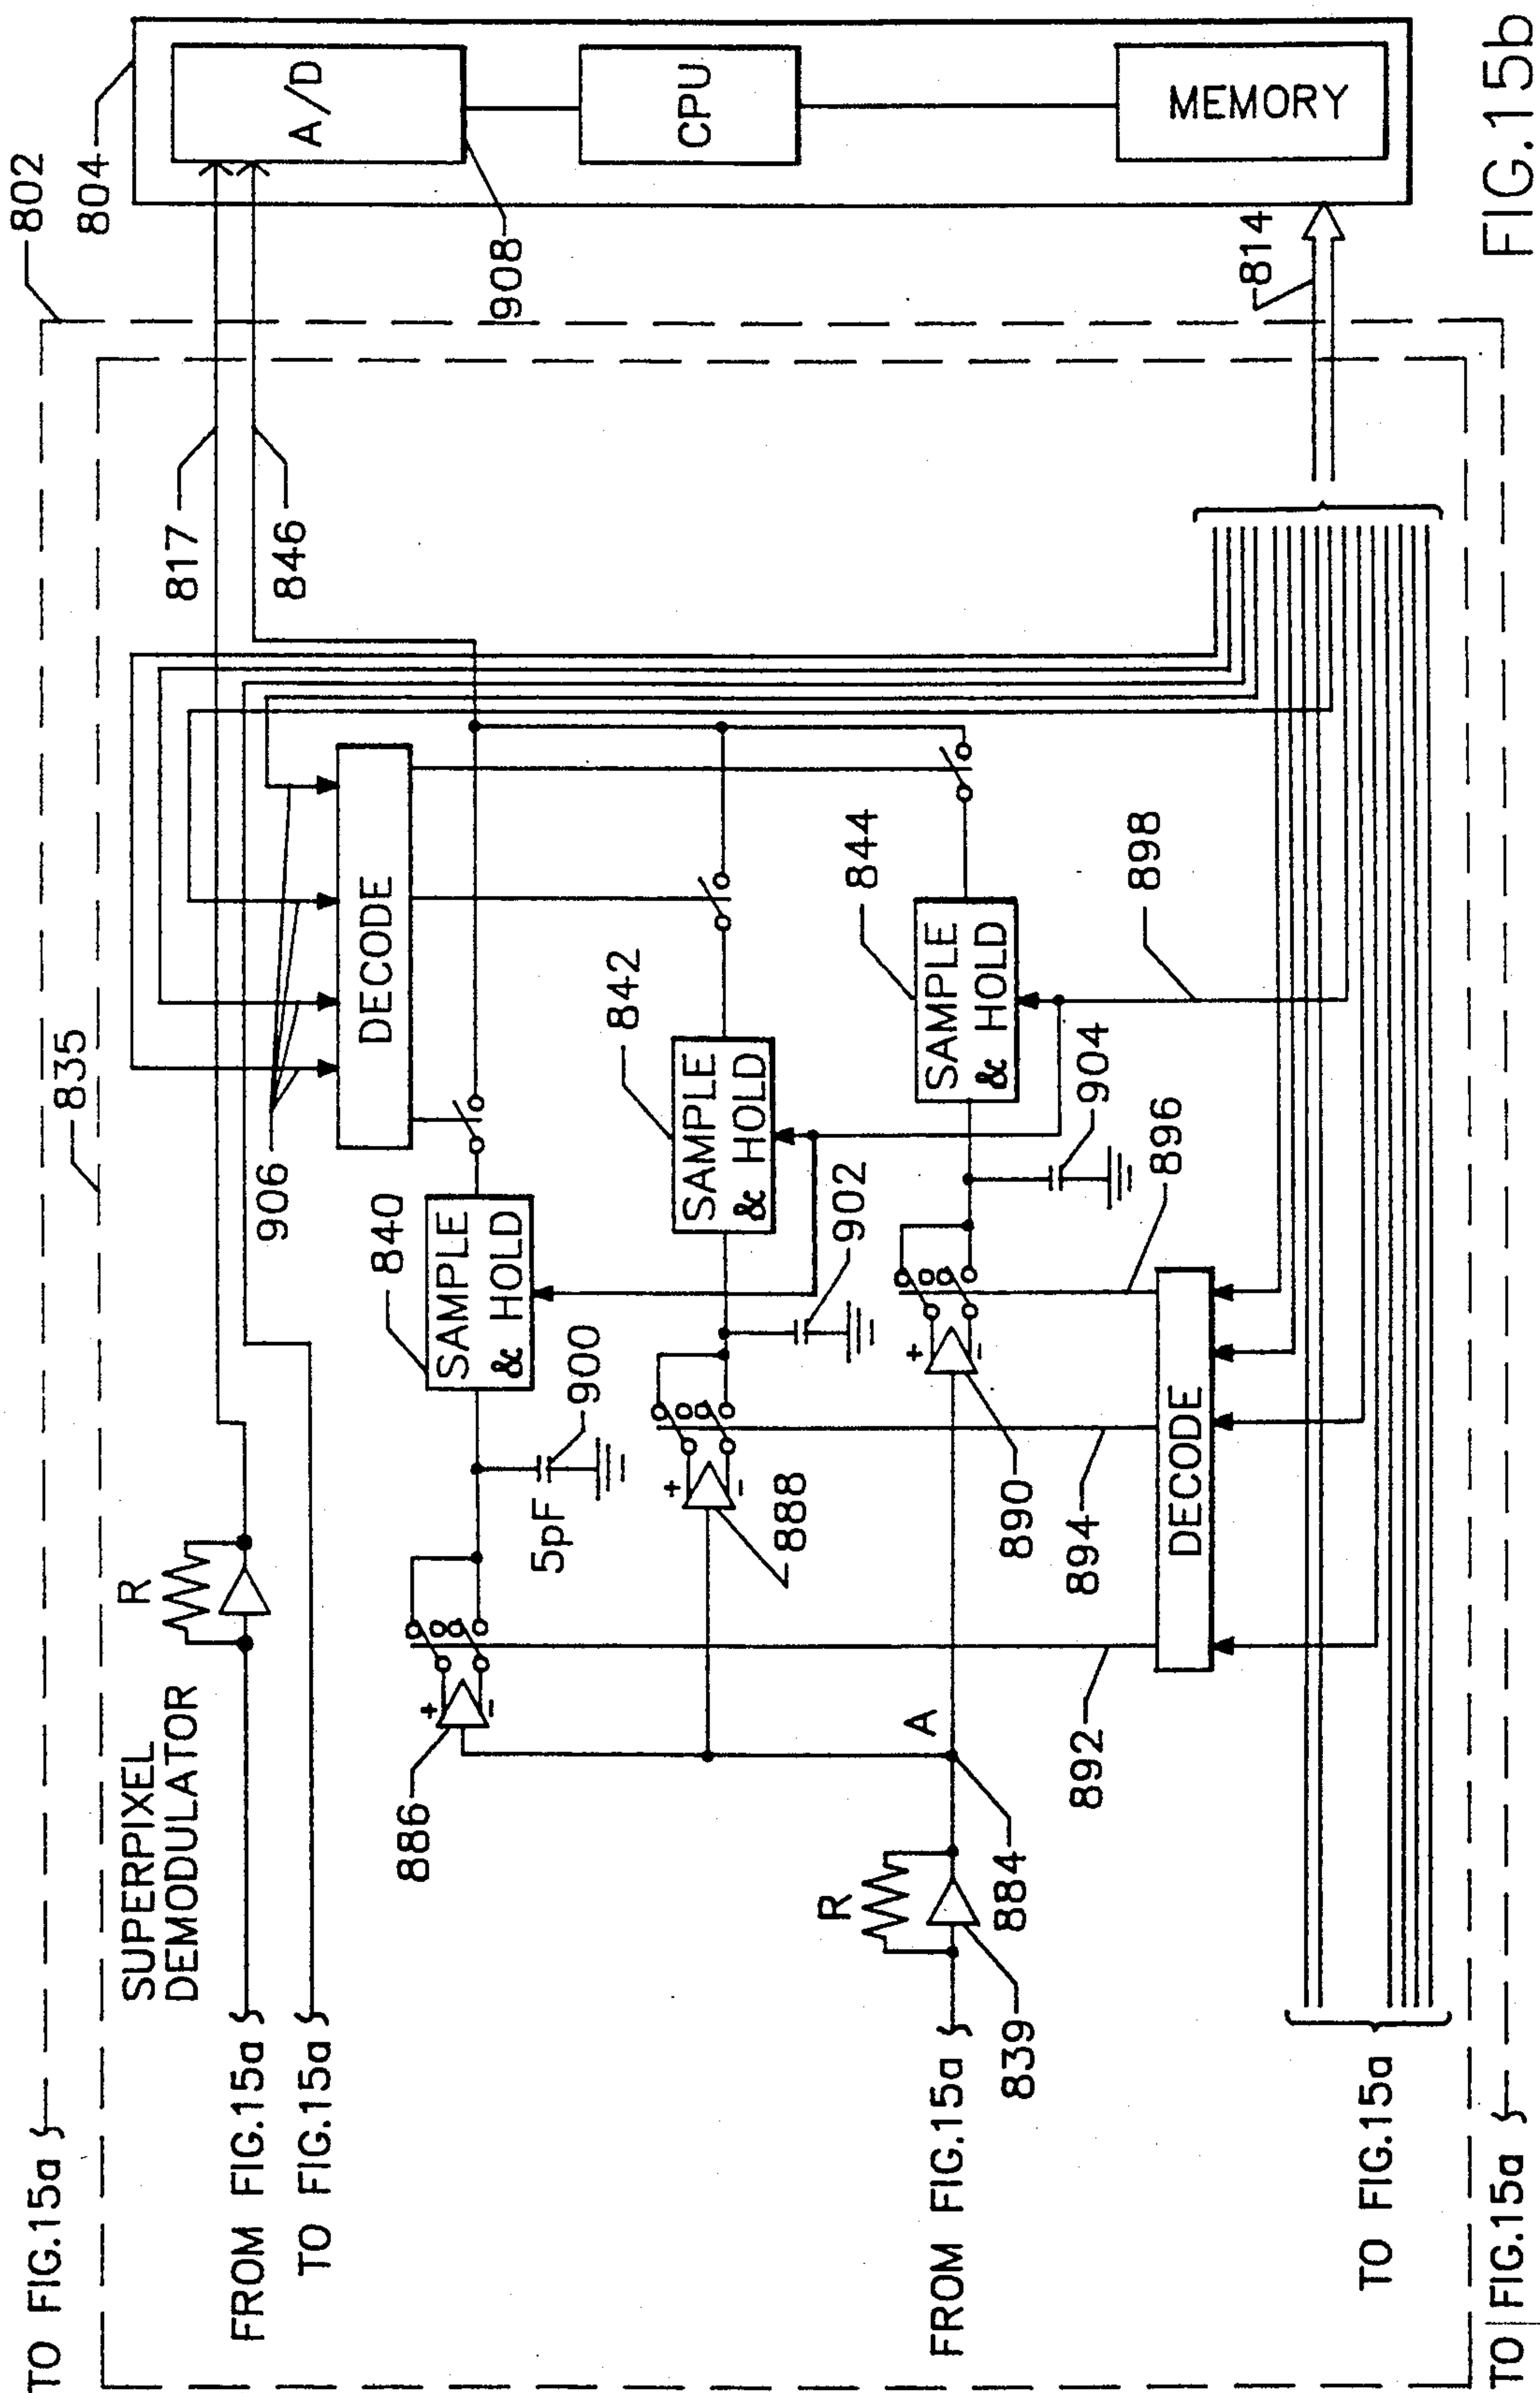 TO FIG.15a
802
835
804
SUPERPIXEL
DEMODULATOR
R
817
846
906
A/D
908
FROM FIG.15a
TO FIG.15a
DECODE
CPU
886
+
−
5pF
900
840
SAMPLE
& HOLD
888
+
−
902
842
SAMPLE
& HOLD
MEMORY
R
A
884
839
FROM FIG.15a
890
+
−
904
844
SAMPLE
& HOLD
892
894
896
898
DECODE
814
TO FIG.15a
TO FIG.15a
FIG.15b